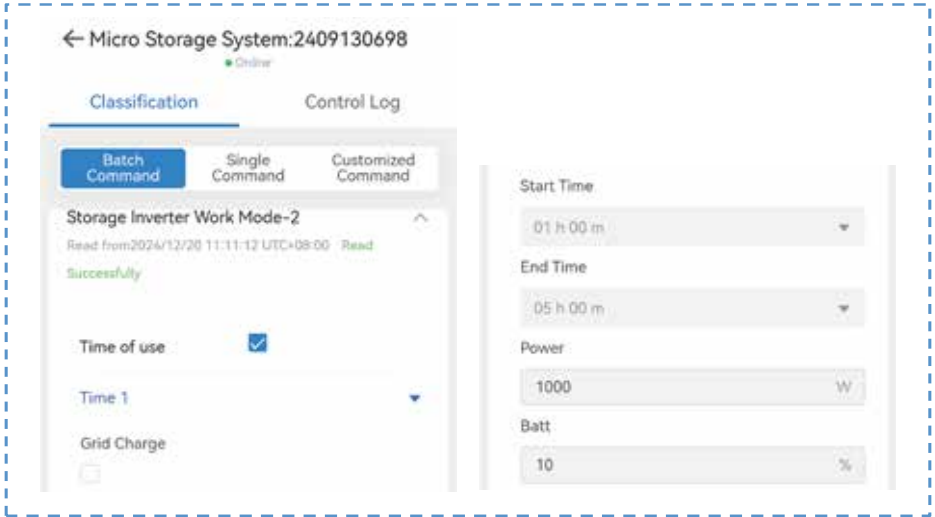 ← Micro Storage System:2409130698
Online
Classification
Control Log
Batch Command
Single Command
Customized Command
Storage Inverter Work Mode-2
Read from2024/12/20 11:11:12 UTC+08:00 Read
Successfully
Time of use
Time 1
Grid Charge
Start Time
01 h 00 m
End Time
05 h 00 m
Power
1000 W
Batt
10 %